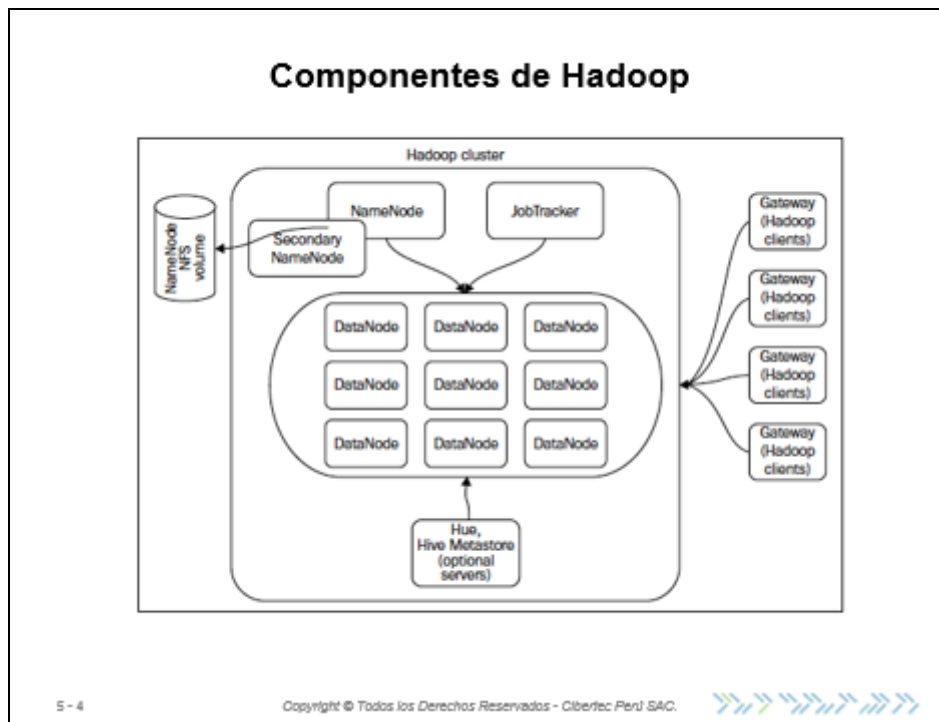 Componentes de Hadoop
Hadoop cluster
NameNode
NFS
volume
NameNode
Secondary
NameNode
JobTracker
DataNode
DataNode
DataNode
DataNode
DataNode
DataNode
DataNode
DataNode
DataNode
Hue,
Hive Metastore
(optional
servers)
Gateway
(Hadoop
clients)
Gateway
(Hadoop
clients)
Gateway
(Hadoop
clients)
Gateway
(Hadoop
clients)
5 - 4
Copyright © Todos los Derechos Reservados - Cibertec Perú SAC.